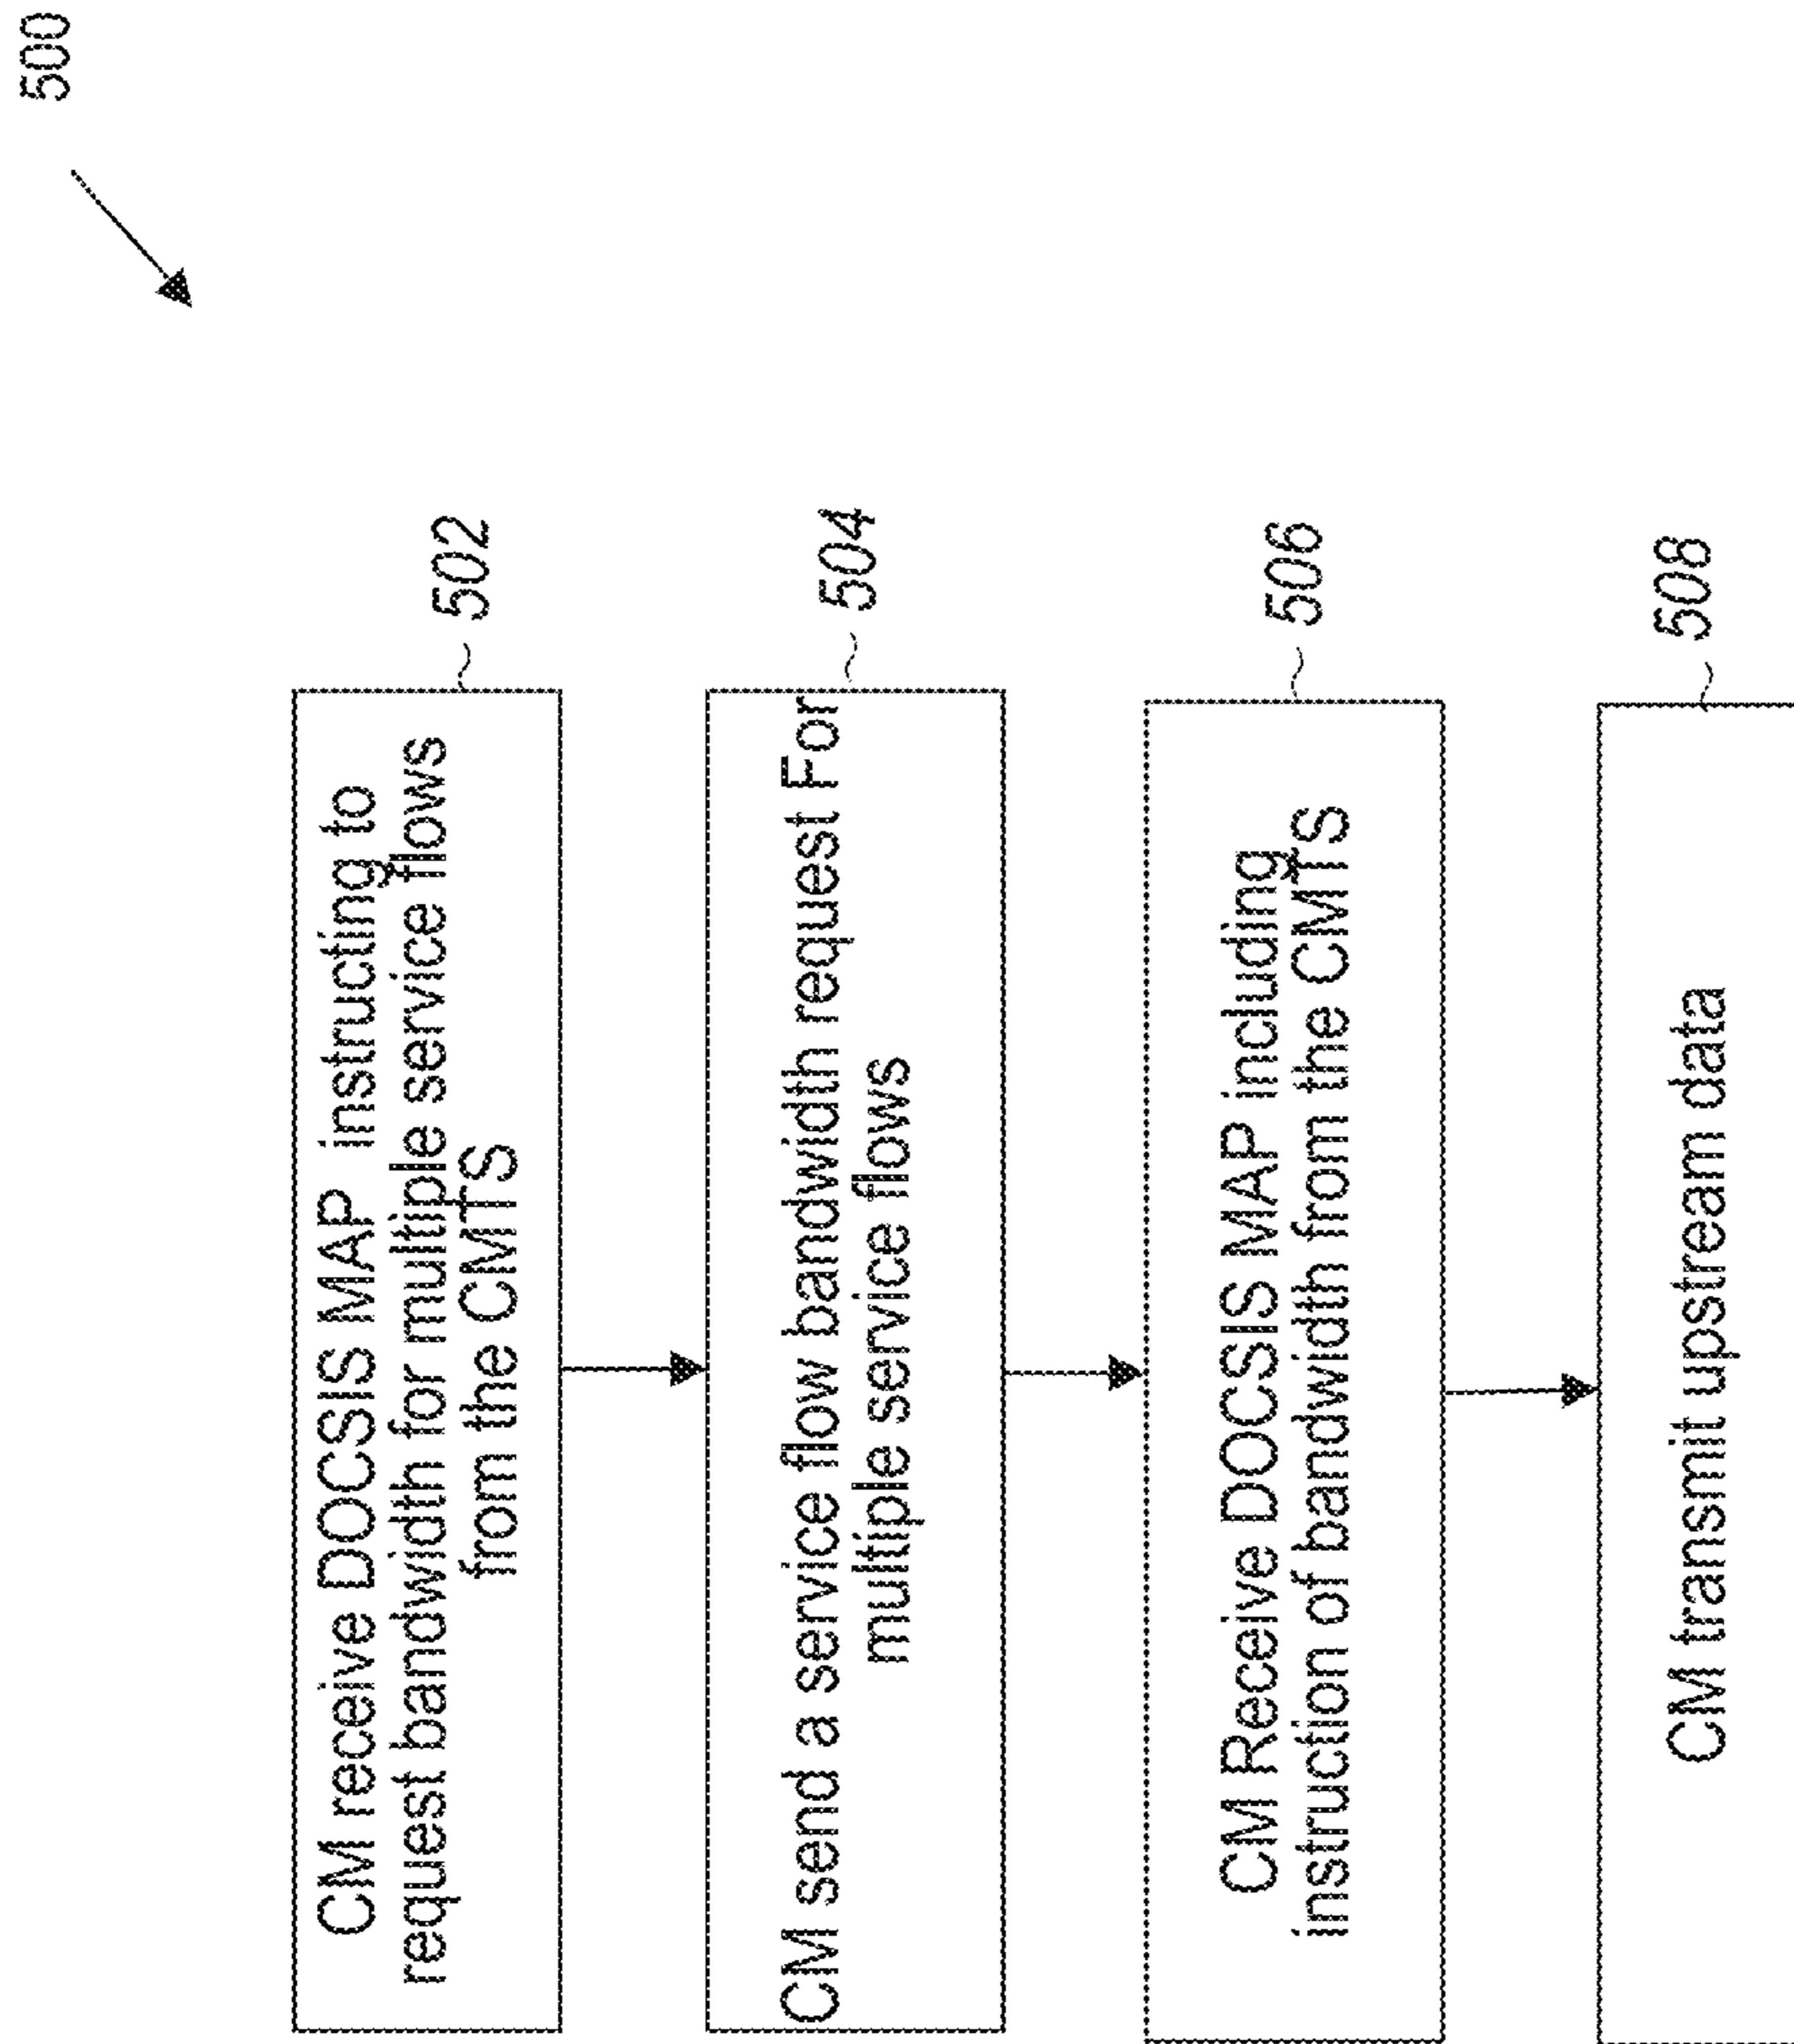 500
CM receive DOCSIS MAP instructing to
request bandwidth for multiple service flows
from the CMTS
502
CM send a service flow bandwidth request For
multiple service flows
504
CM Receive DOCSIS MAP including
instruction of bandwidth from the CMTS
506
CM transmit upstream data
508